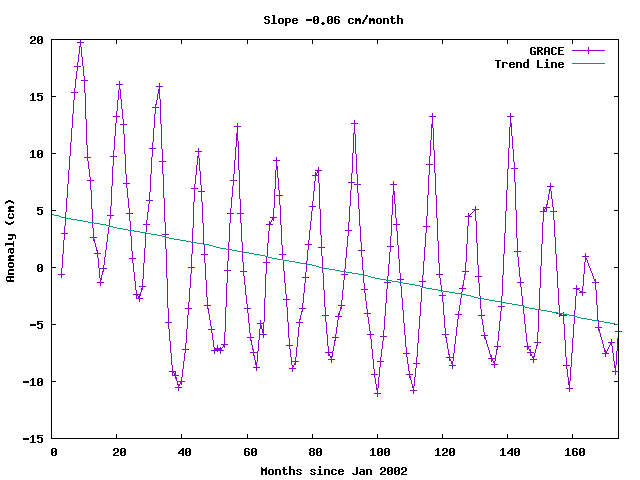 Slope -0.06 cm/month
GRACE
Trend Line
20
15
10
5
0
-5
-10
-15
Anomaly (cm)
0 20 40 60 80 100 120 140 160
Months since Jan 2002